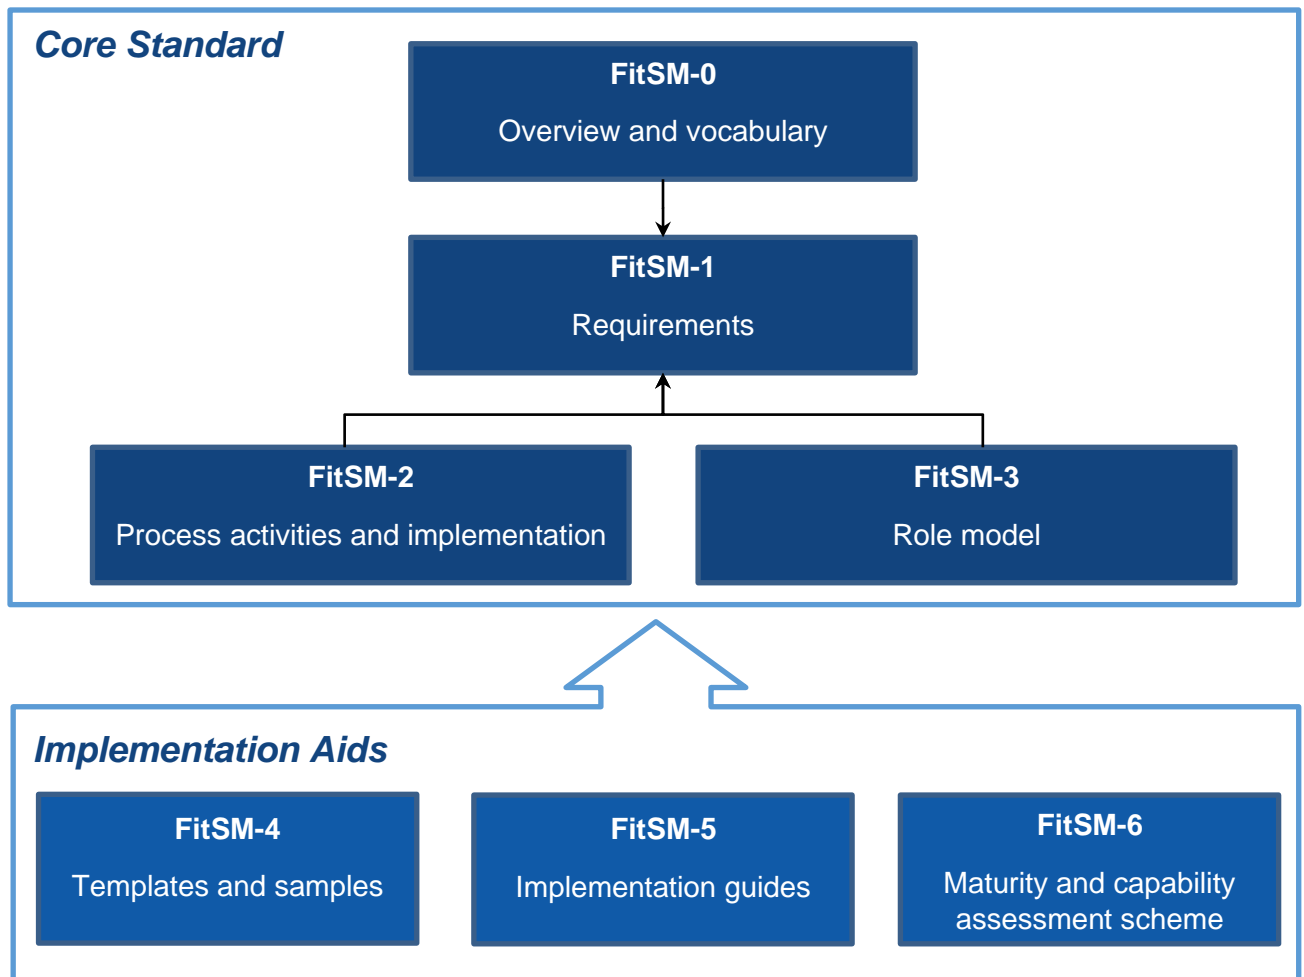 Core Standard
FitSM-0
Overview and vocabulary
FitSM-1
Requirements
FitSM-2
Process activities and implementation
FitSM-3
Role model
Implementation Aids
FitSM-4
Templates and samples
FitSM-5
Implementation guides
FitSM-6
Maturity and capability
assessment scheme